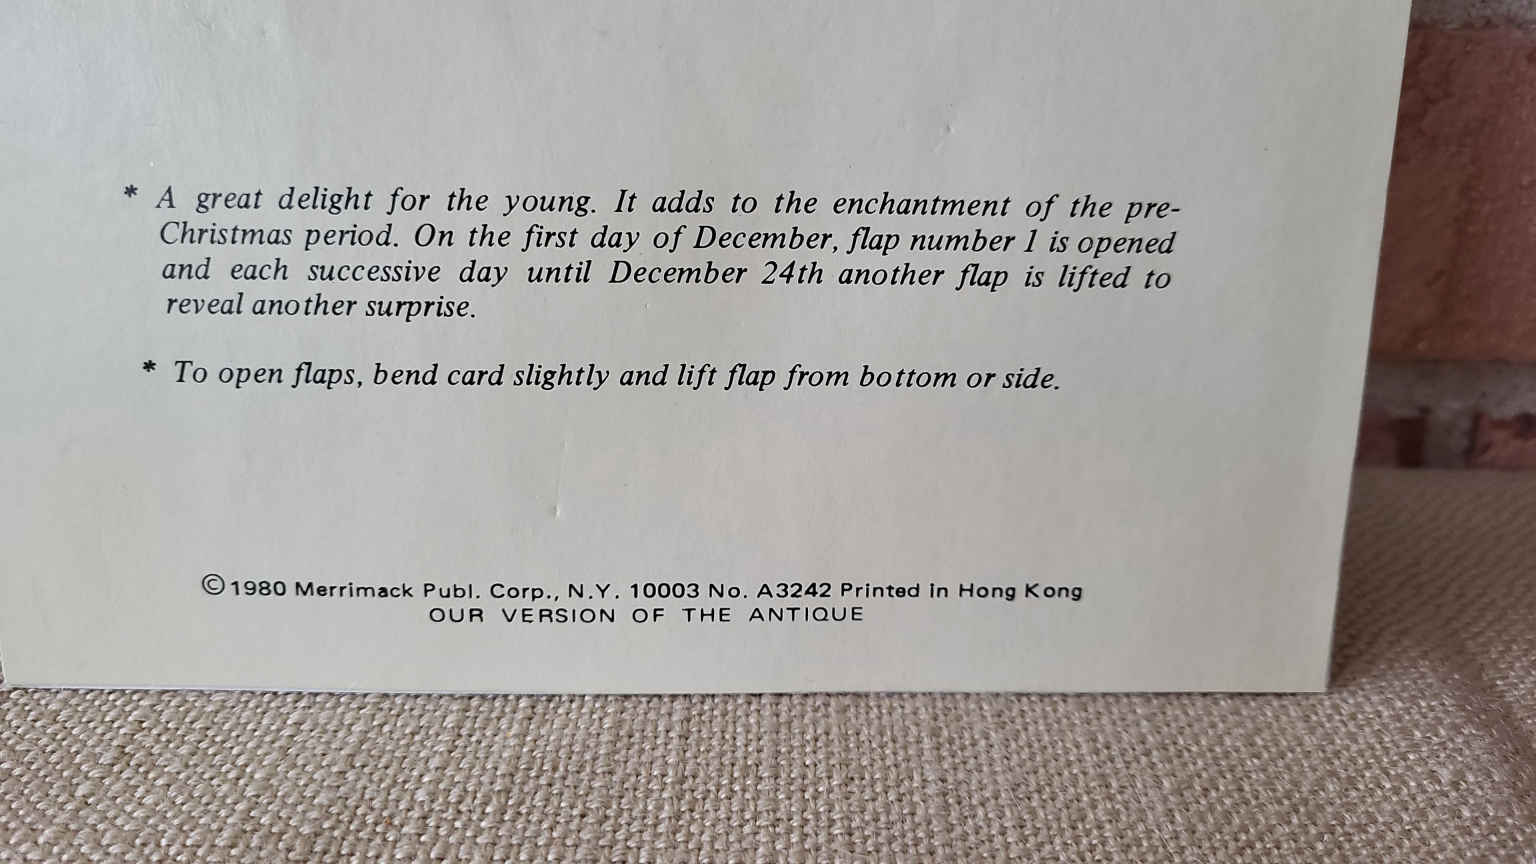 * A great delight for the young. It adds to the enchantment of the pre-
Christmas period. On the first day of December, flap number 1 is opened
and each successive day until December 24th another flap is lifted to
reveal another surprise.
* To open flaps, bend card slightly and lift flap from bottom or side.
©1980 Merrimack Publ. Corp., N.Y. 10003 No. A3242 Printed in Hong Kong
OUR VERSION OF THE ANTIQUE